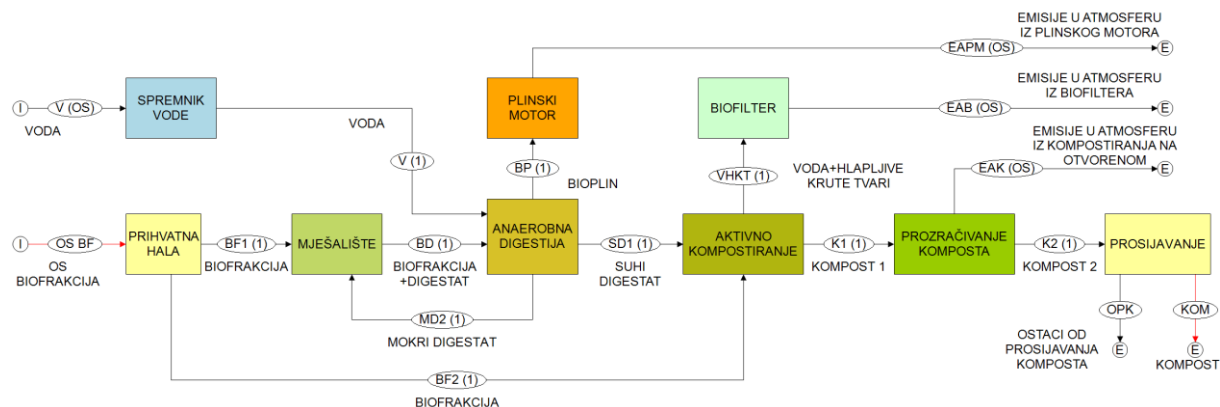 EMISIJE U ATMOSFERU
IZ PLINSKOG MOTORA
EAPM (OS)
E
I
V (OS)
VODA
SPREMNIK
VODE
VODA
V (1)
PLINSKI
MOTOR
BP (1)
BIOPLIN
BIOFILTER
EMISIJE U ATMOSFERU
IZ BIOFILTERA
EAB (OS)
E
VHKT (1)
VODA+HLAPLJIVE
KRUTE TVARI
EMISIJE U ATMOSFERU
IZ KOMPOSTIRANJA NA
OTVORENOM
EAK (OS)
E
I
OS BF
OS
BIOFRAKCIJA
PRIHVATNA
HALA
BF1 (1)
BIOFRAKCIJA
MJEŠALIŠTE
BD (1)
BIOFRAKCIJA
+DIGESTAT
ANAEROBNA
DIGESTIJA
SD1 (1)
SUHI
DIGESTAT
AKTIVNO
KOMPOSTIRANJE
K1 (1)
KOMPOST 1
PROZRAČIVANJE
KOMPOSTA
K2 (1)
KOMPOST 2
PROSIJAVANJE
MD2 (1)
MOKRI DIGESTAT
BF2 (1)
BIOFRAKCIJA
OPK
KOM
OSTACI OD
PROSIJAVANJA
KOMPOSTA
E
E
KOMPOST